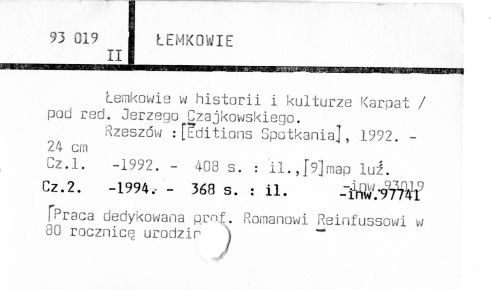 93 019
II
ŁEMKOWIE
Łemkowie w historii i kulturze Karpat /
pod red. Jerzego Czajkowskiego.
Rzeszów :[Editions Spotkania], 1992. -
24 cm
Cz.1. -1992. - 408 s. : il.,[9]map luź.
-inw.93019
Cz.2. -1994. - 368 s. : il. -inw.97741
[Praca dedykowana prof. Romanowi Reinfussowi w
80 rocznicę urodzin